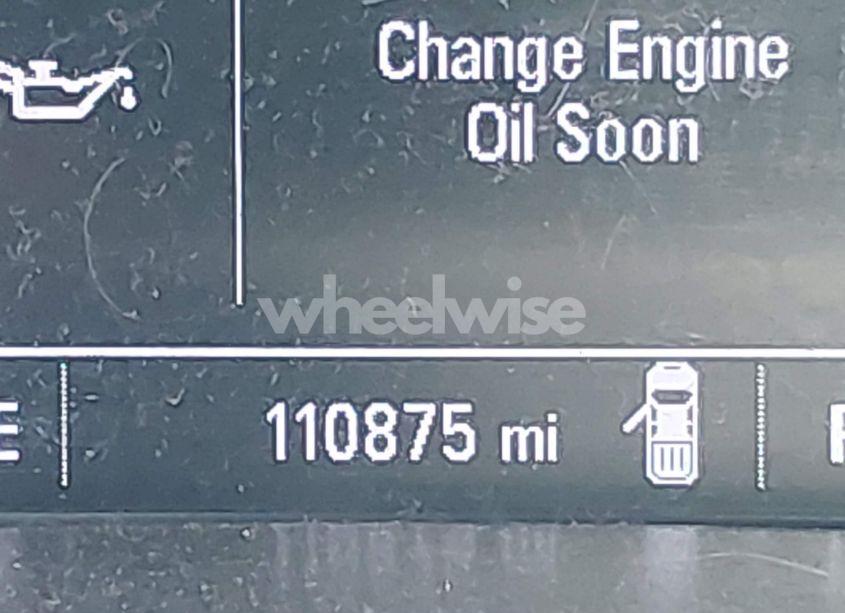 Change Engine
Oil Soon
wheelwise
E 110875 mi